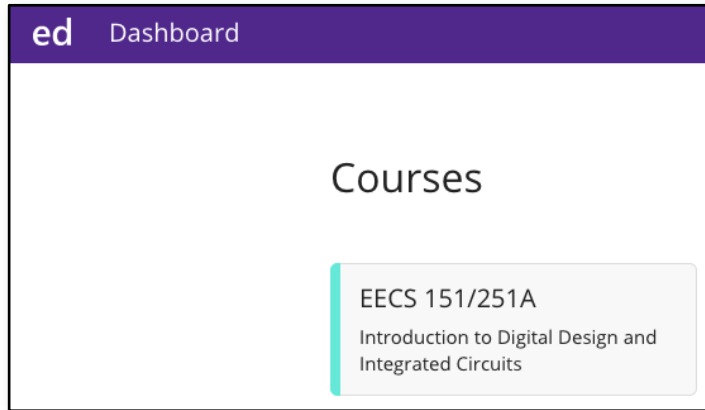 ed Dashboard
Courses
EECS 151/251A
Introduction to Digital Design and
Integrated Circuits